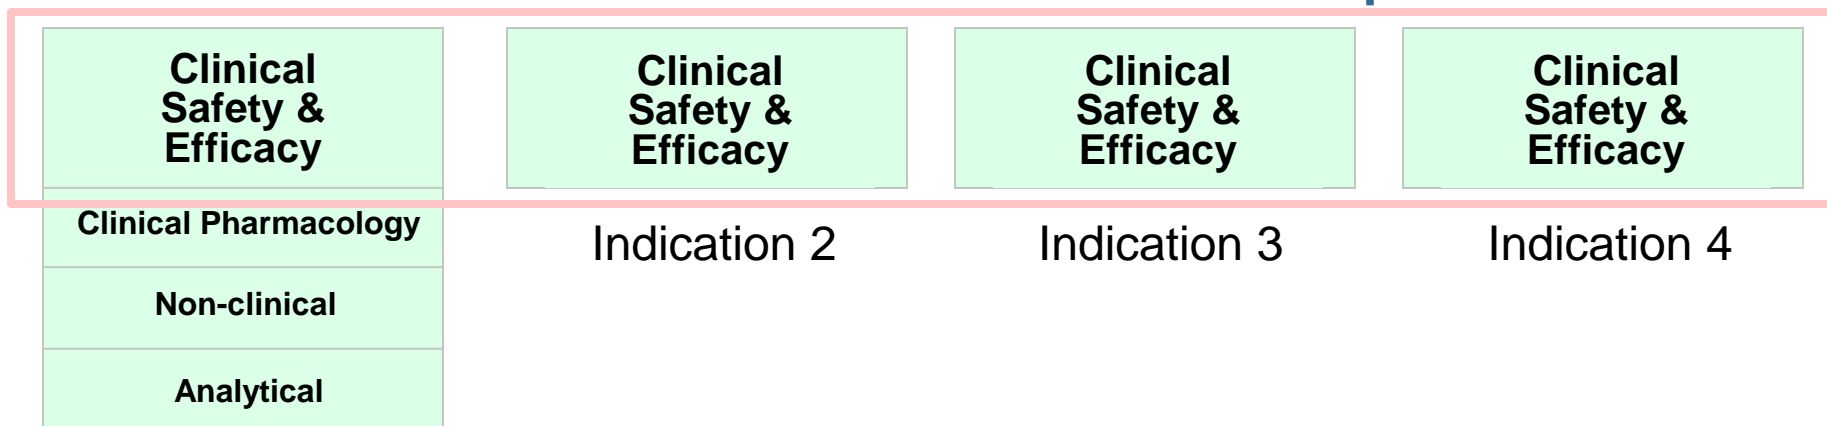 Clinical
Safety &
Efficacy
Clinical
Safety &
Efficacy
Clinical
Safety &
Efficacy
Clinical
Safety &
Efficacy
Clinical Pharmacology
Indication 2
Indication 3
Indication 4
Non-clinical
Analytical